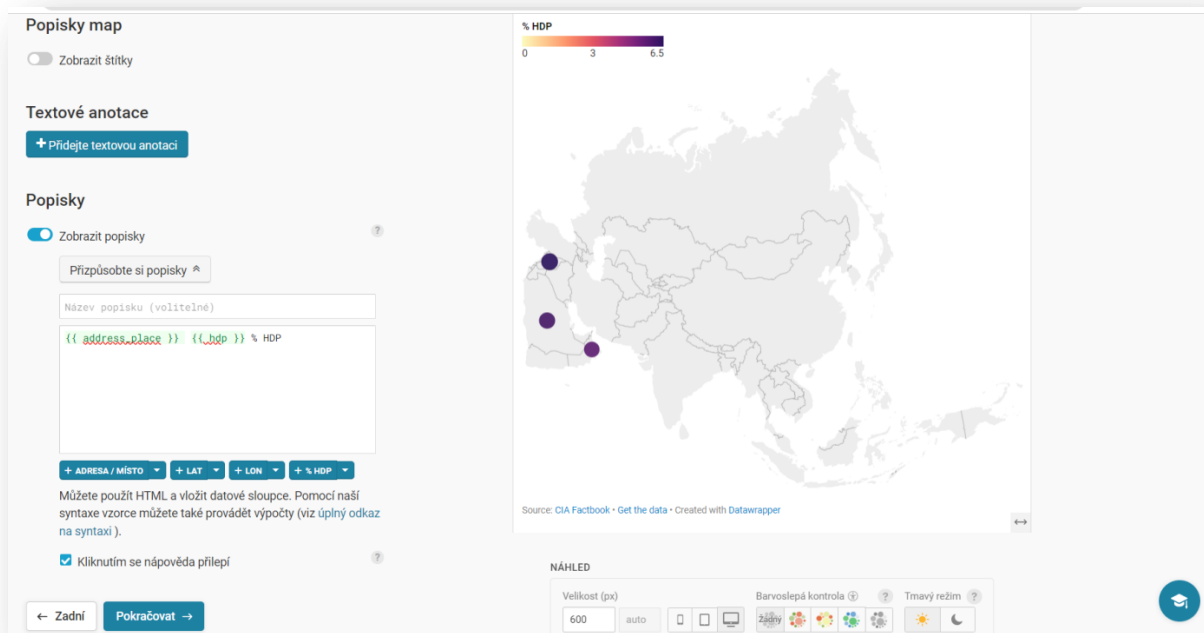 Popisky map
Zobrazit štítky
Textové anotace
+ Přidejte textovou anotaci
Popisky
Zobrazit popisky
?
Přizpůsobte si popisky
Název popisku (volitelné)
{{ address_place }} {{ hdp }} % HDP
+ ADRESA / MÍSTO
+ LAT
+ LON
+ % HDP
Můžete použít HTML a vložit datové sloupce. Pomocí naší
syntaxe vzorce můžete také provádět výpočty (viz úplný odkaz
na syntaxi ).
Kliknutím se nápověda přilepí
?
← Zadní
Pokračovat →
% HDP
0 3 6.5
Source: CIA Factbook • Get the data • Created with Datawrapper
NÁHLED
Velikost (px)
600
auto
Barvoslepá kontrola
?
Žádný
Tmavý režim
?